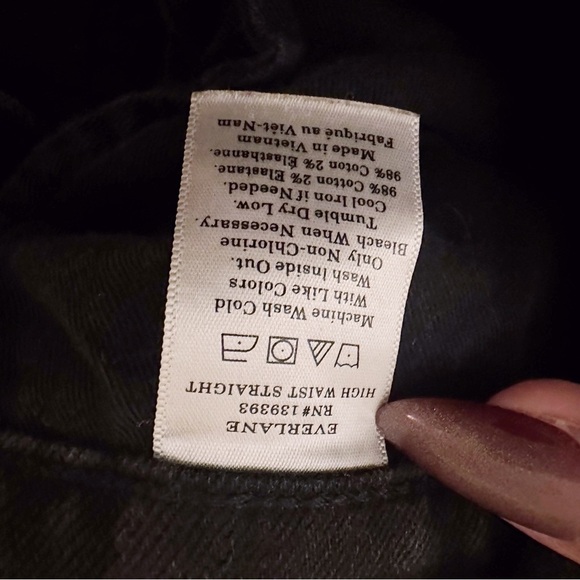 EVERLANE
RN#139393
HIGH WAIST STRAIGHT
Machine Wash Cold
With Like Colors
Wash Inside Out.
Only Non-Chlorine
Bleach When Necessary.
Tumble Dry Low.
Cool Iron if Needed.
98% Cotton 2% Elastane.
98% Coton 2% Élasthanne.
Made in Vietnam
Fabriqué au Viêt-Nam